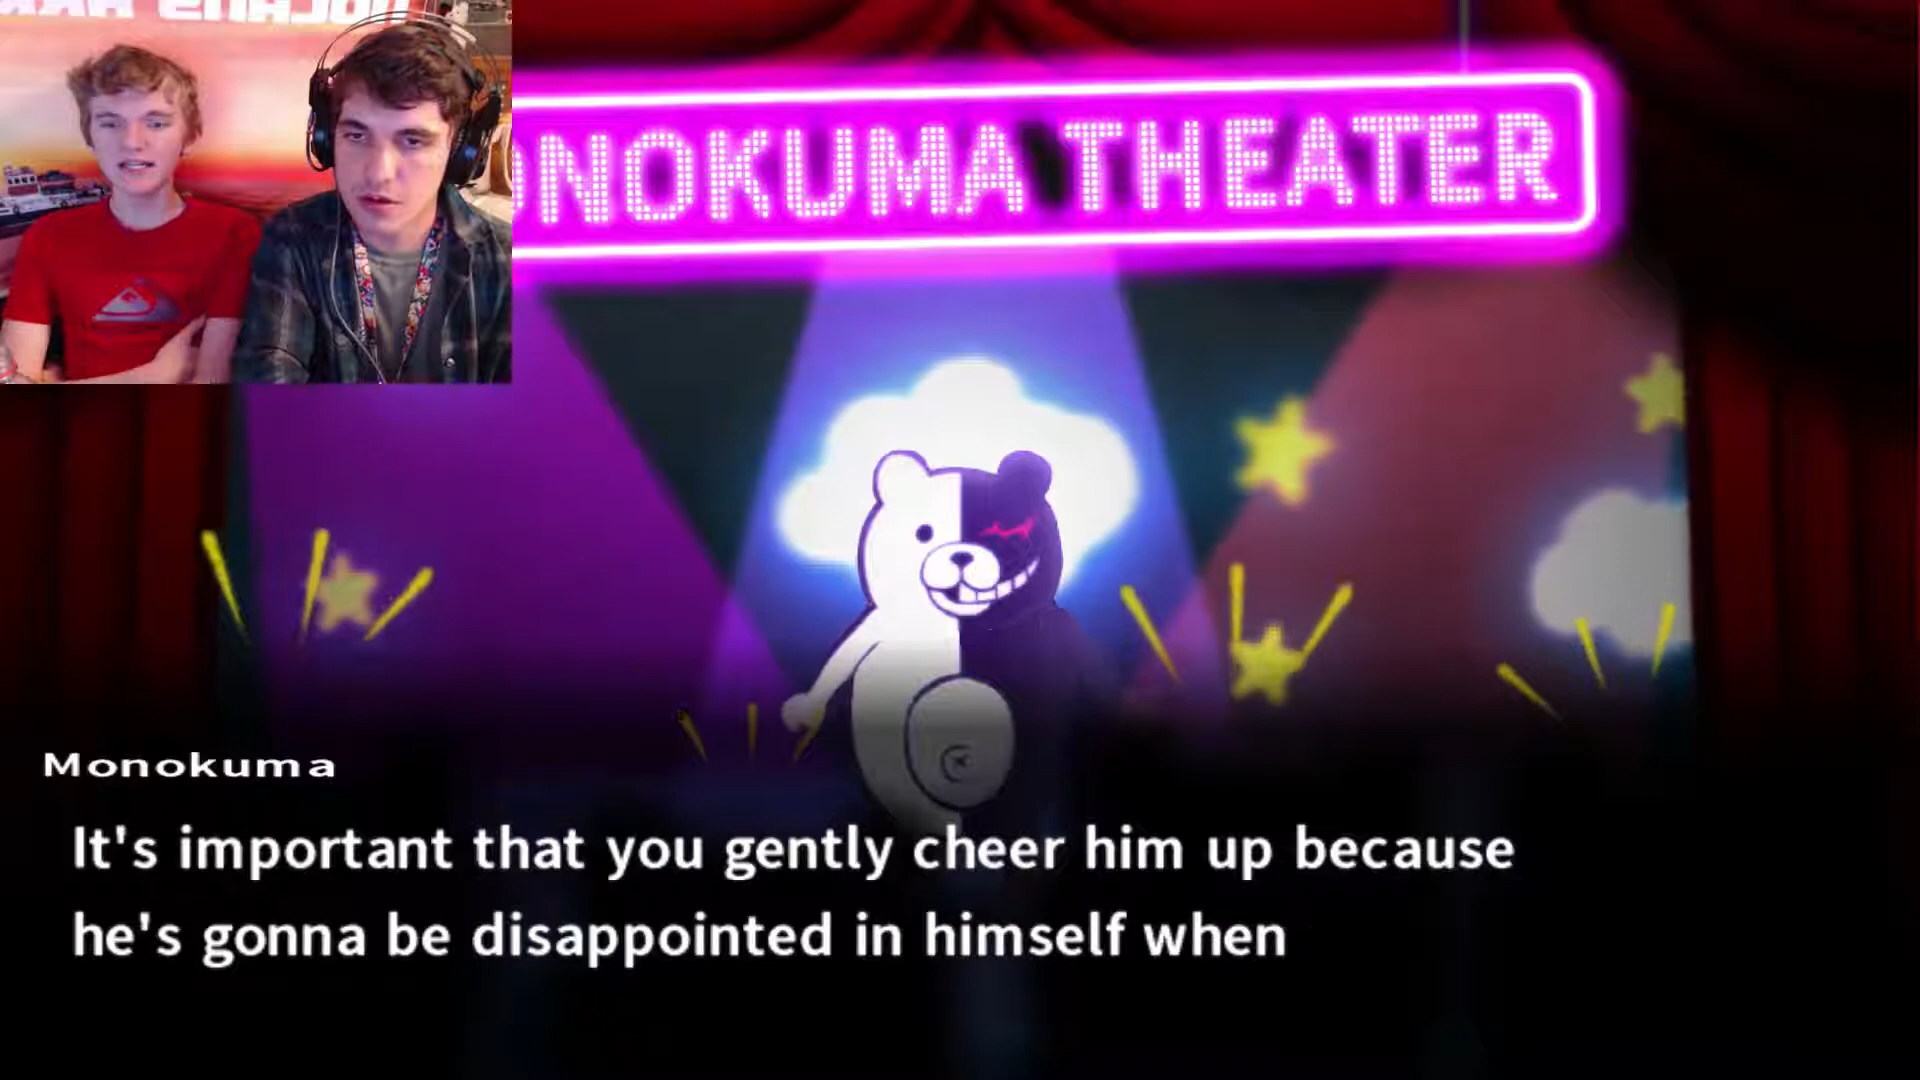 ONOKUMA THEATER
Monokuma
It's important that you gently cheer him up because
he's gonna be disappointed in himself when